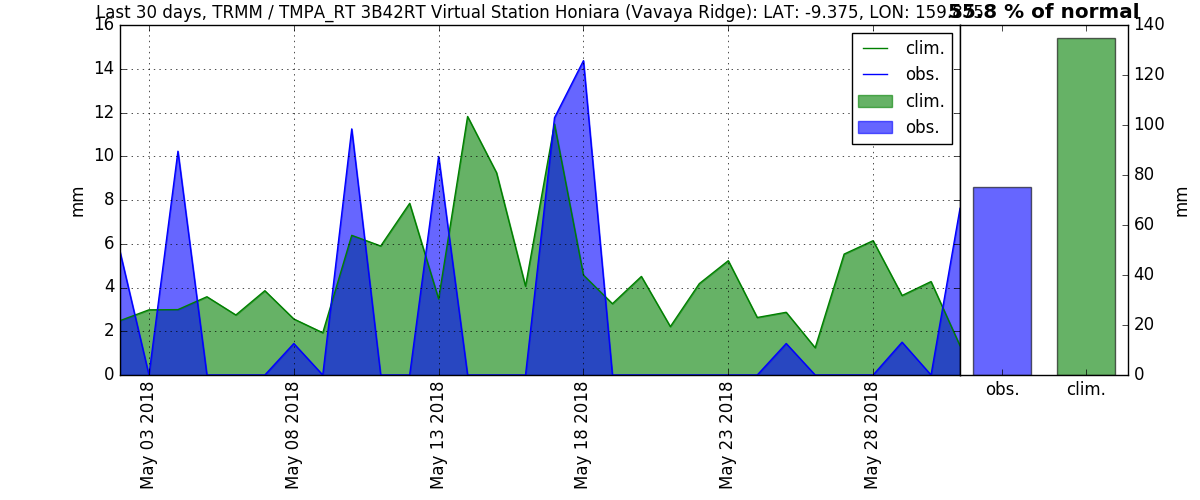 Last 30 days, TRMM / TMPA_RT 3B42RT Virtual Station Honiara (Vavaya Ridge): LAT: -9.375, LON:
55.8 % of normal
16
14
12
10
8
6
4
2
0
mm
clim.
obs.
clim.
obs.
140
120
100
80
60
40
20
0
mm
May 03 2018
May 08 2018
May 13 2018
May 18 2018
May 23 2018
May 28 2018
obs.
clim.